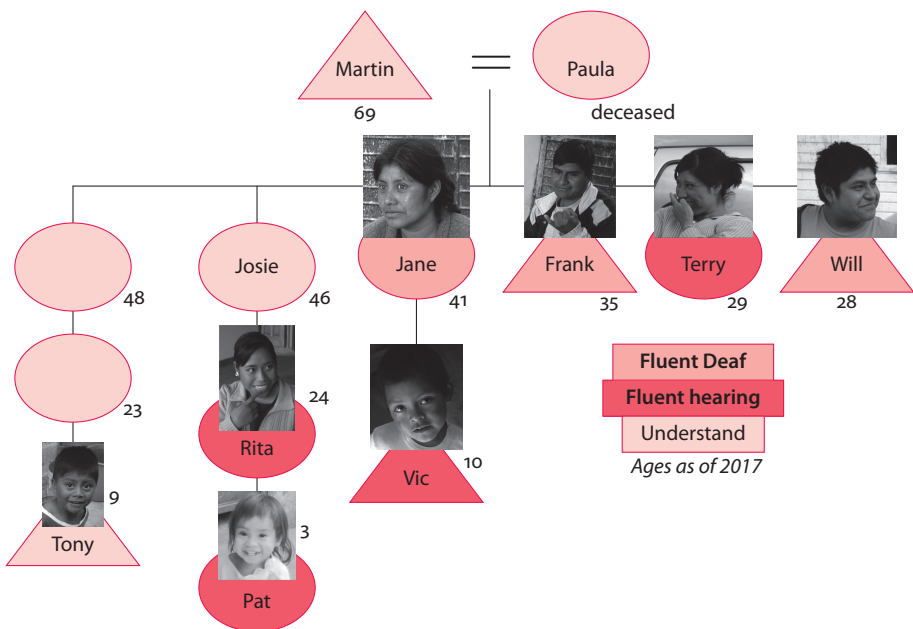 Martin
Paula
69
deceased
Josie
Jane
Frank
Terry
Will
48
46
41
35
29
28
23
24
Rita
10
Vic
9
3
Tony
Pat
Fluent Deaf
Fluent hearing
Understand
Ages as of 2017